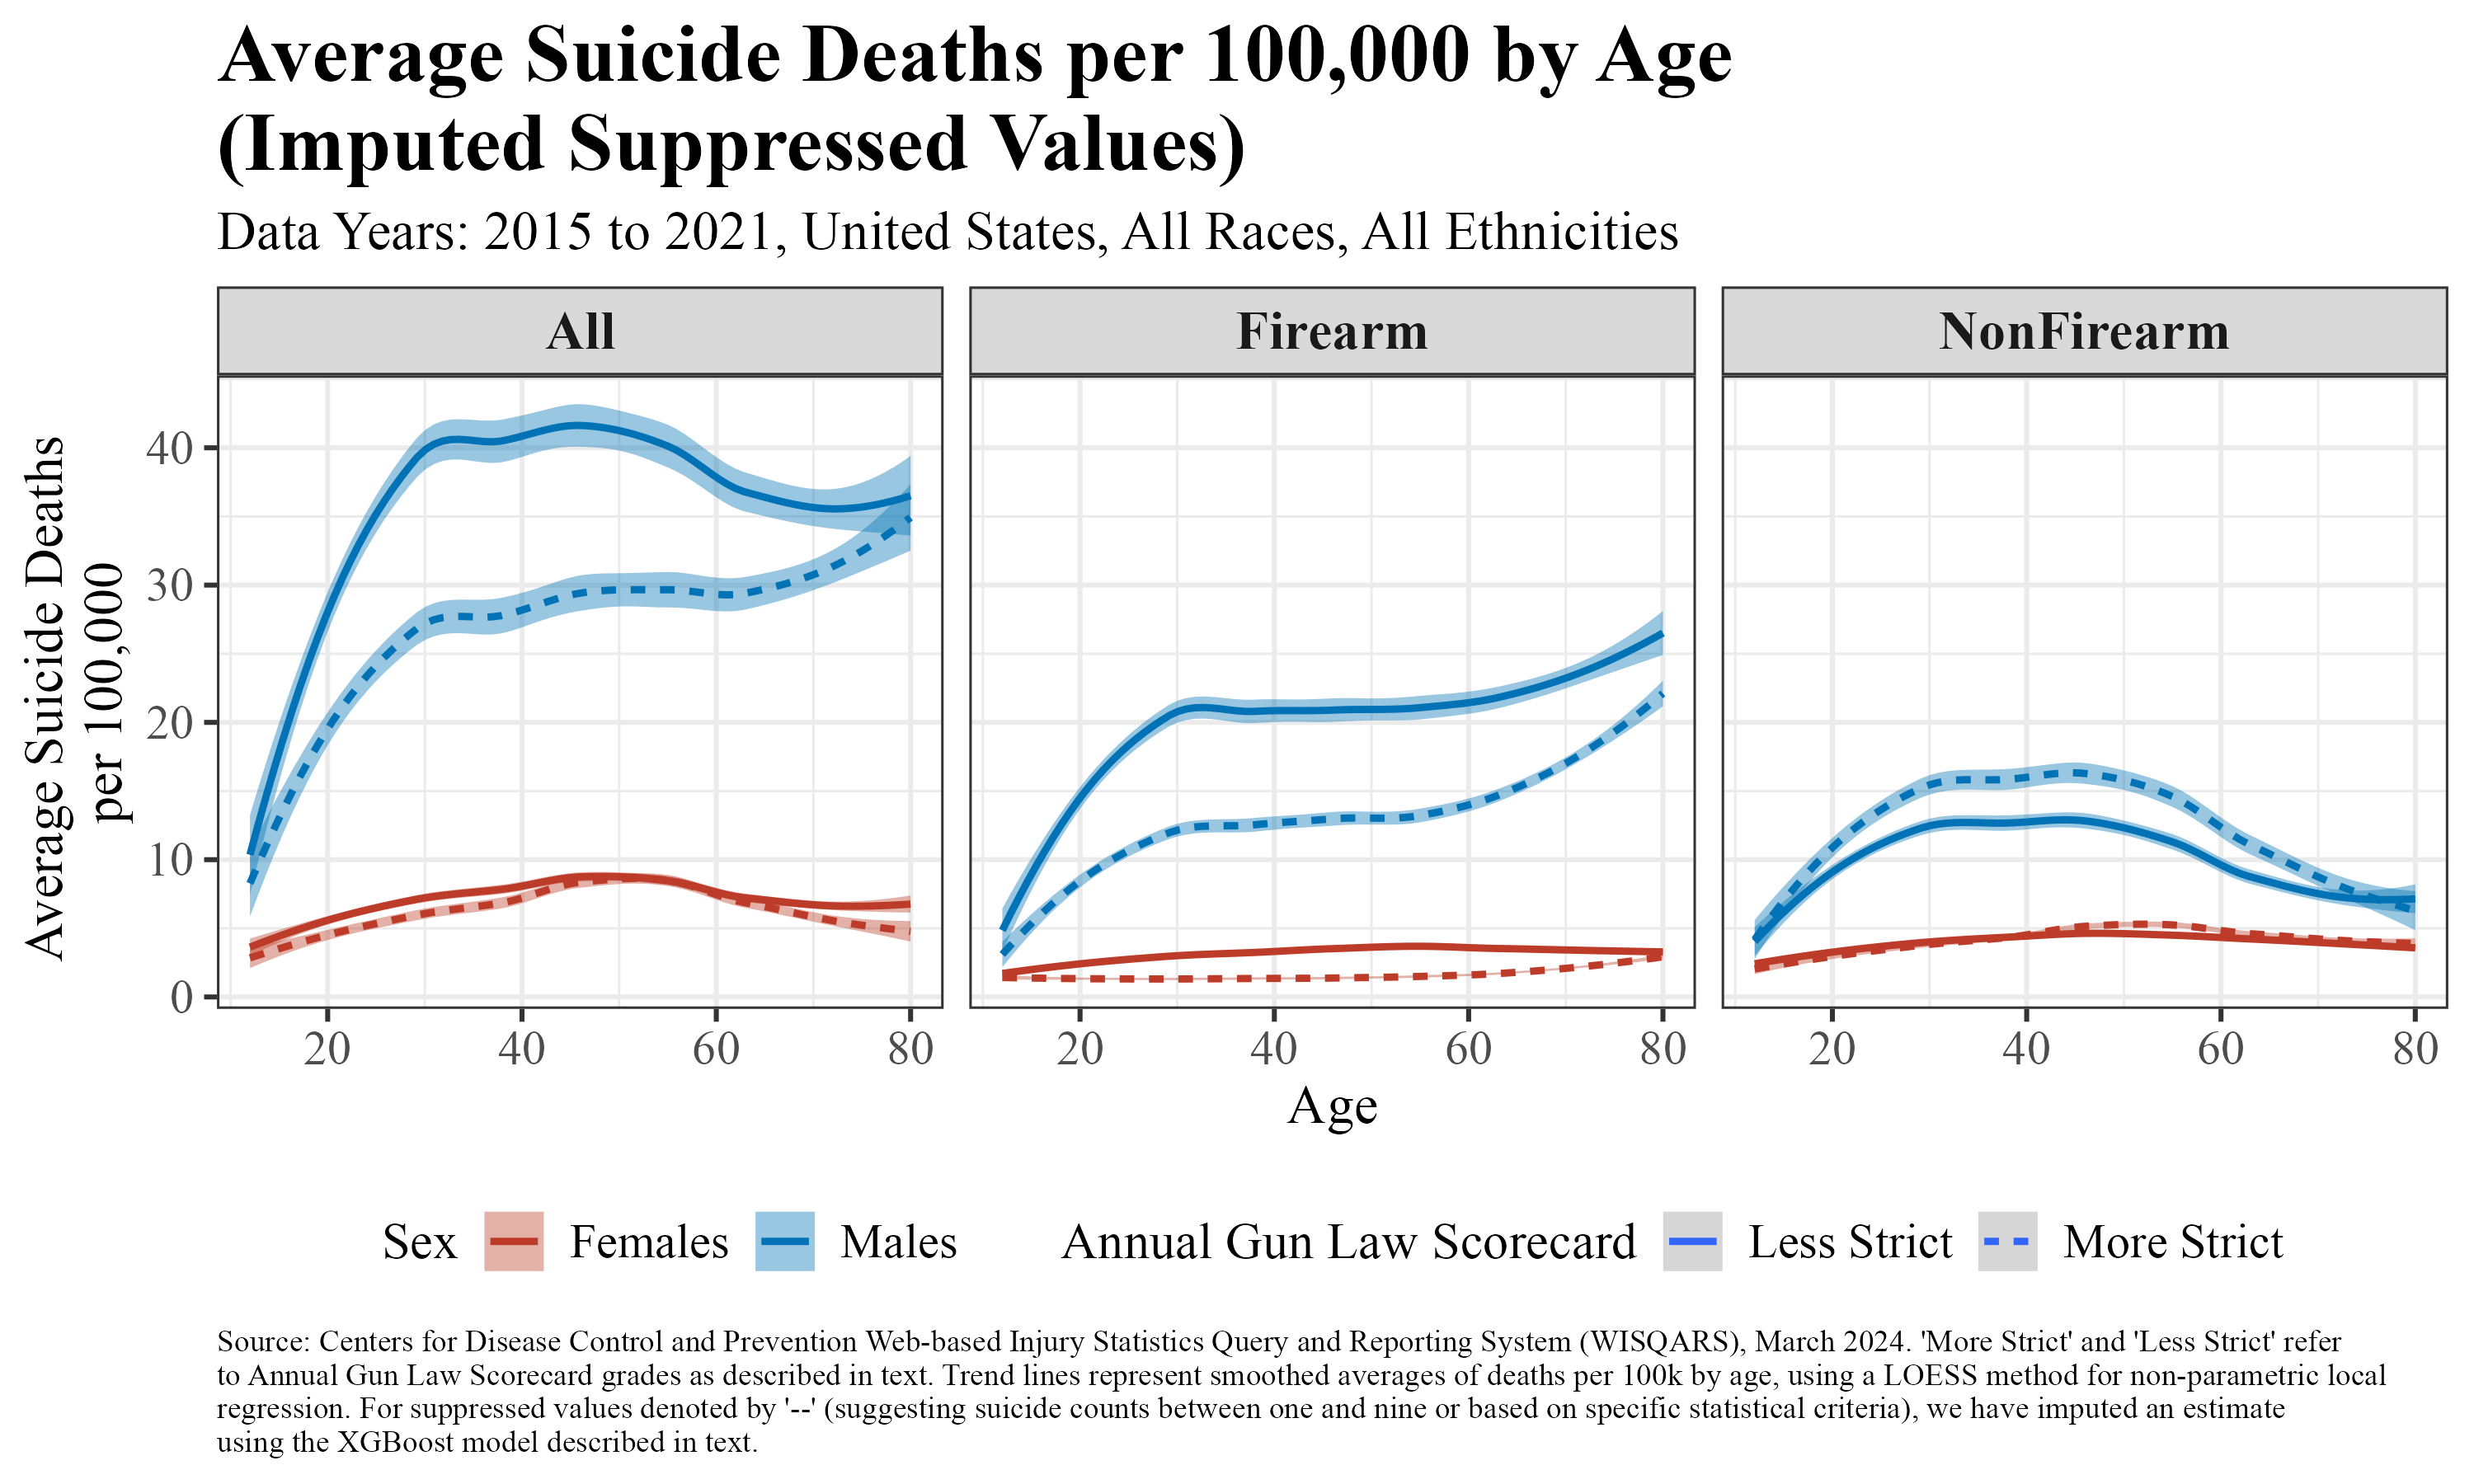 Average Suicide Deaths per 100,000 by Age
(Imputed Suppressed Values)
Data Years: 2015 to 2021, United States, All Races, All Ethnicities
All
Firearm
NonFirearm
Average Suicide Deaths
per 100,000
40
30
20
10
0
20 40 60 80
20 40 60 80
20 40 60 80
Age
Sex Females Males Annual Gun Law Scorecard Less Strict More Strict
Source: Centers for Disease Control and Prevention Web-based Injury Statistics Query and Reporting System (WISQARS), March 2024. 'More Strict' and 'Less Strict' refer
to Annual Gun Law Scorecard grades as described in text. Trend lines represent smoothed averages of deaths per 100k by age, using a LOESS method for non-parametric local
regression. For suppressed values denoted by '--' (suggesting suicide counts between one and nine or based on specific statistical criteria), we have imputed an estimate
using the XGBoost model described in text.